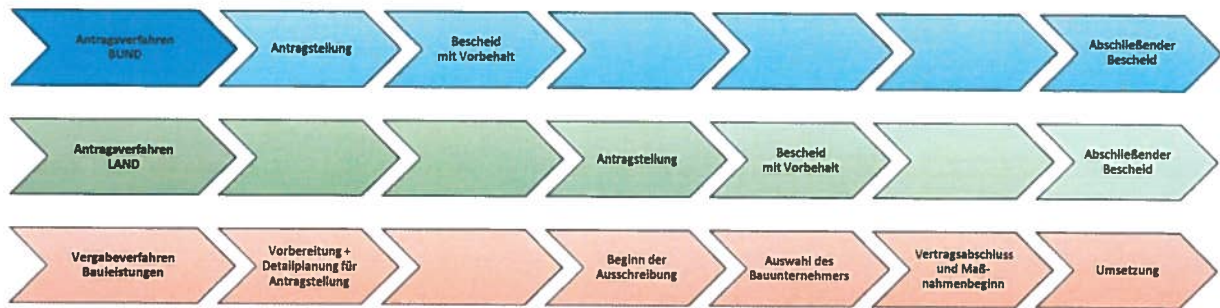 Antragsverfahren
BUND
Antragstellung
Bescheid
mit Vorbehalt
Abschließender
Bescheid
Antragsverfahren
LAND
Antragstellung
Bescheid
mit Vorbehalt
Abschließender
Bescheid
Vergabeverfahren
Bauleistungen
Vorbereitung +
Detailplanung für
Antragstellung
Beginn der
Ausschreibung
Auswahl des
Bauunternehmers
Vertragsabschluss
und Maß-
nahmenbeginn
Umsetzung